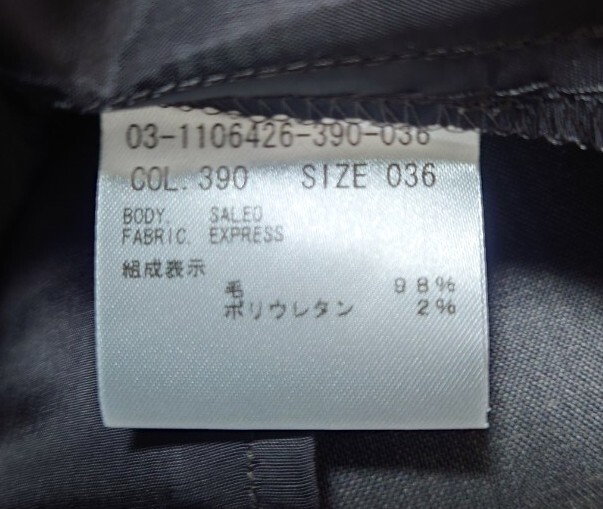 03-1106426-390-036
COL. 390 SIZE 036
BODY. SALEO
FABRIC. EXPRESS
組成表示
毛 98%
ポリウレタン 2%